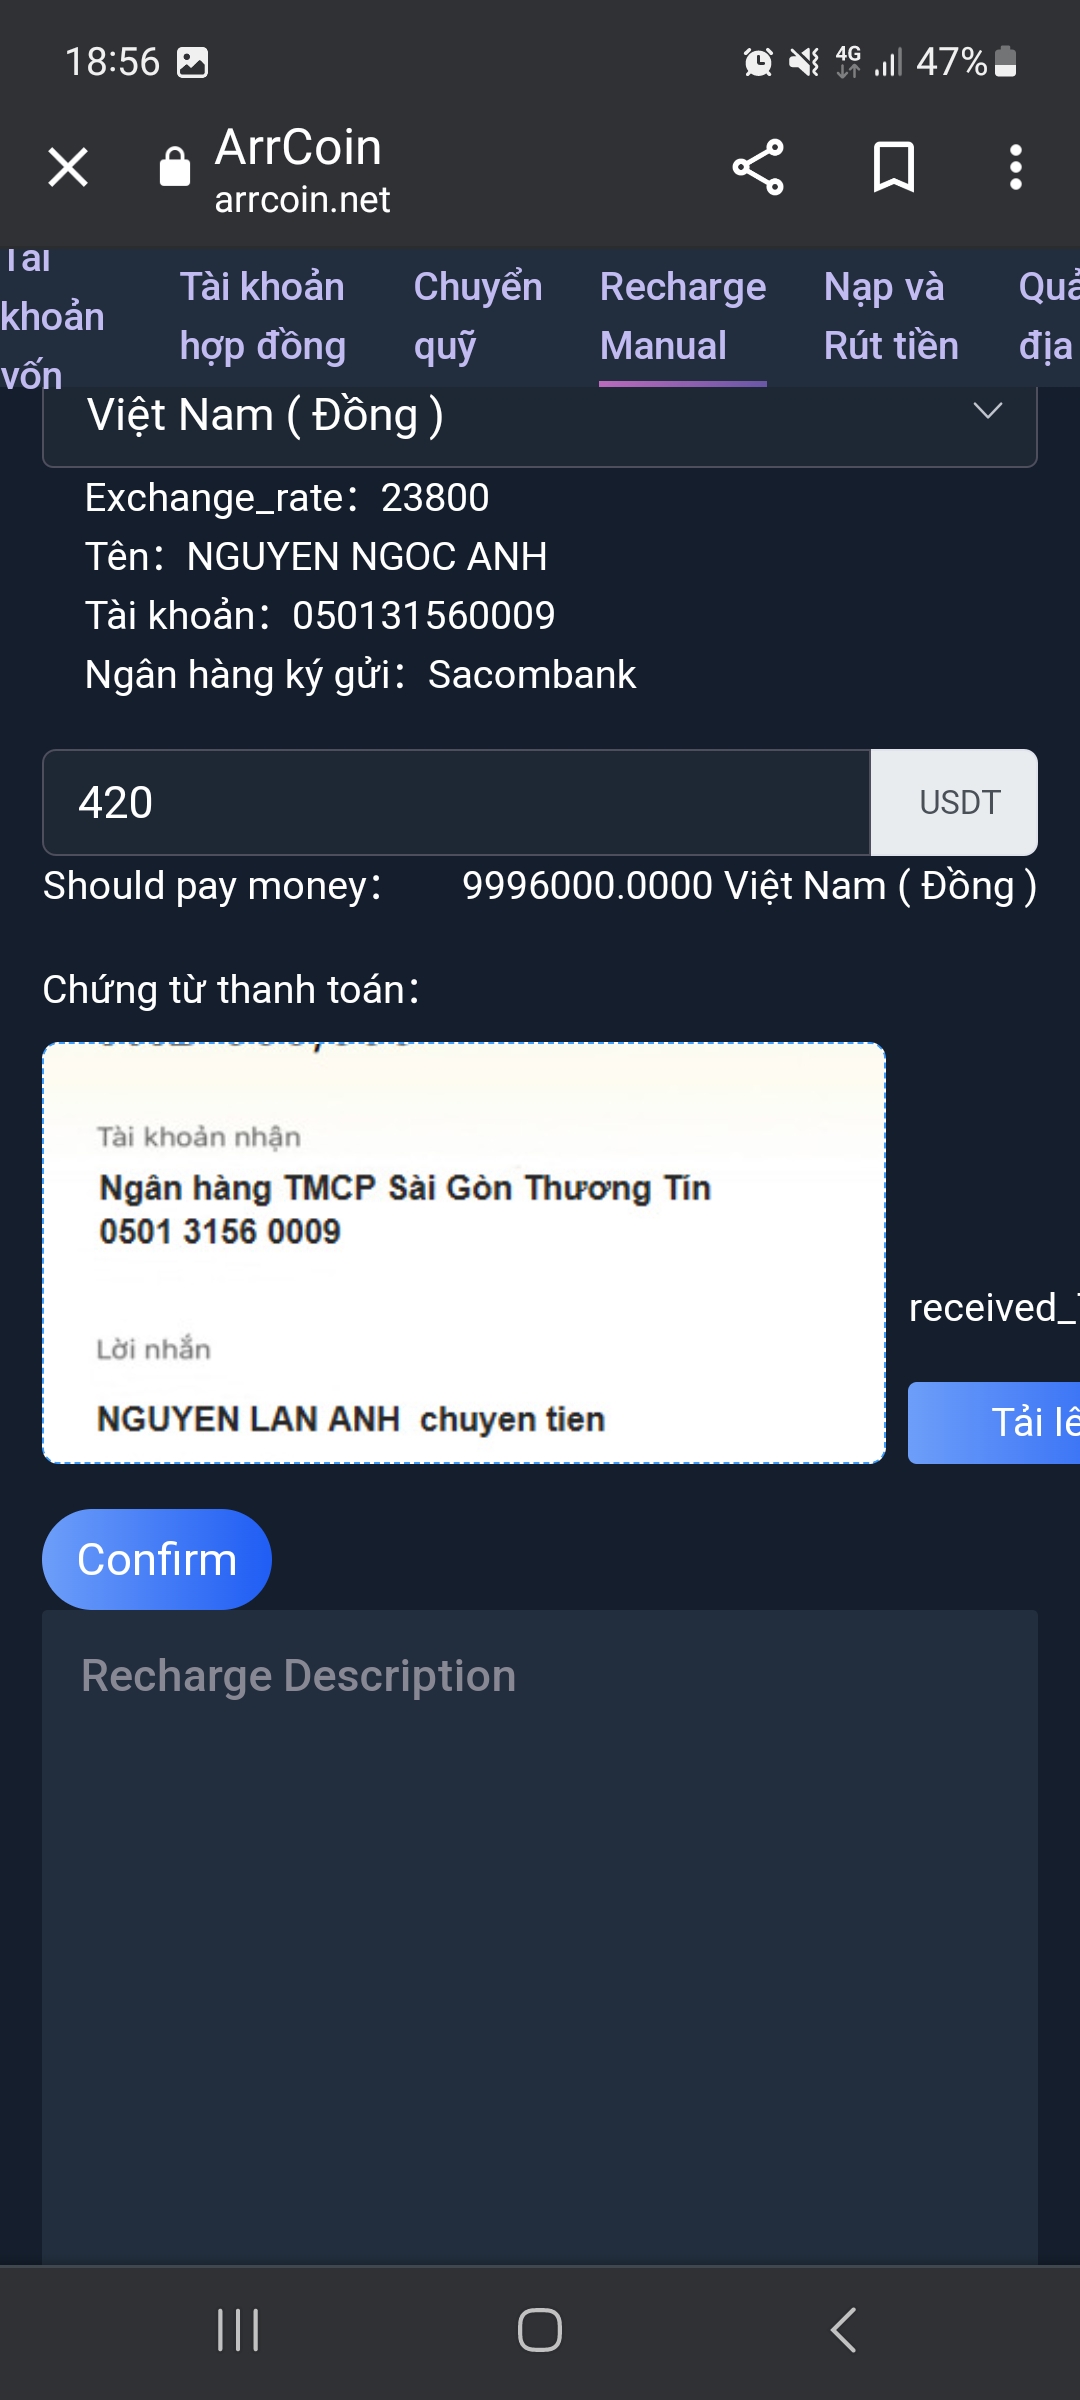 18:56
4G 47%
ArrCoin
arrcoin.net
Tài
khoản
vốn
Tài khoản
hợp đồng
Chuyển
quỹ
Recharge
Manual
Nạp và
Rút tiền
địa
Việt Nam ( Đồng )
Exchange_rate： 23800
Tên： NGUYEN NGOC ANH
Tài khoản： 050131560009
Ngân hàng ký gửi： Sacombank
420
USDT
Should pay money： 9996000.0000 Việt Nam ( Đồng )
Chứng từ thanh toán：
Tài khoản nhận
Ngân hàng TMCP Sài Gòn Thương Tín
0501 3156 0009
Lời nhắn
NGUYEN LAN ANH chuyen tien
received_
Tải
Confirm
Recharge Description